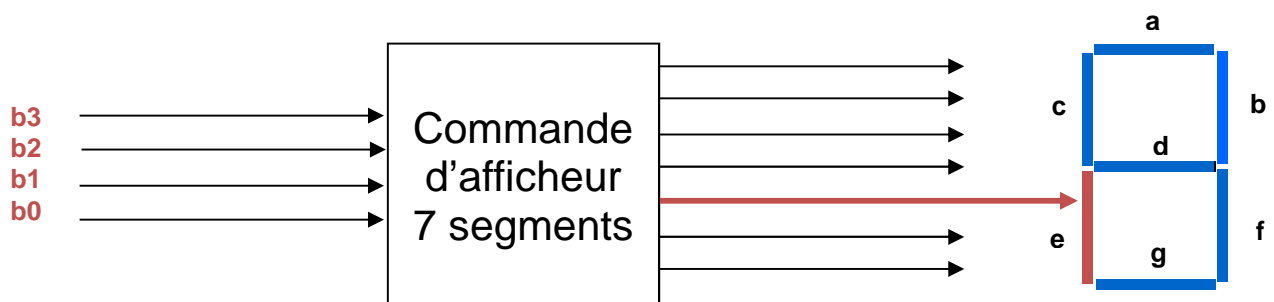 a
b3
b2
b1
b0
Commande
d’afficheur
7 segments
c
b
d
e
f
g